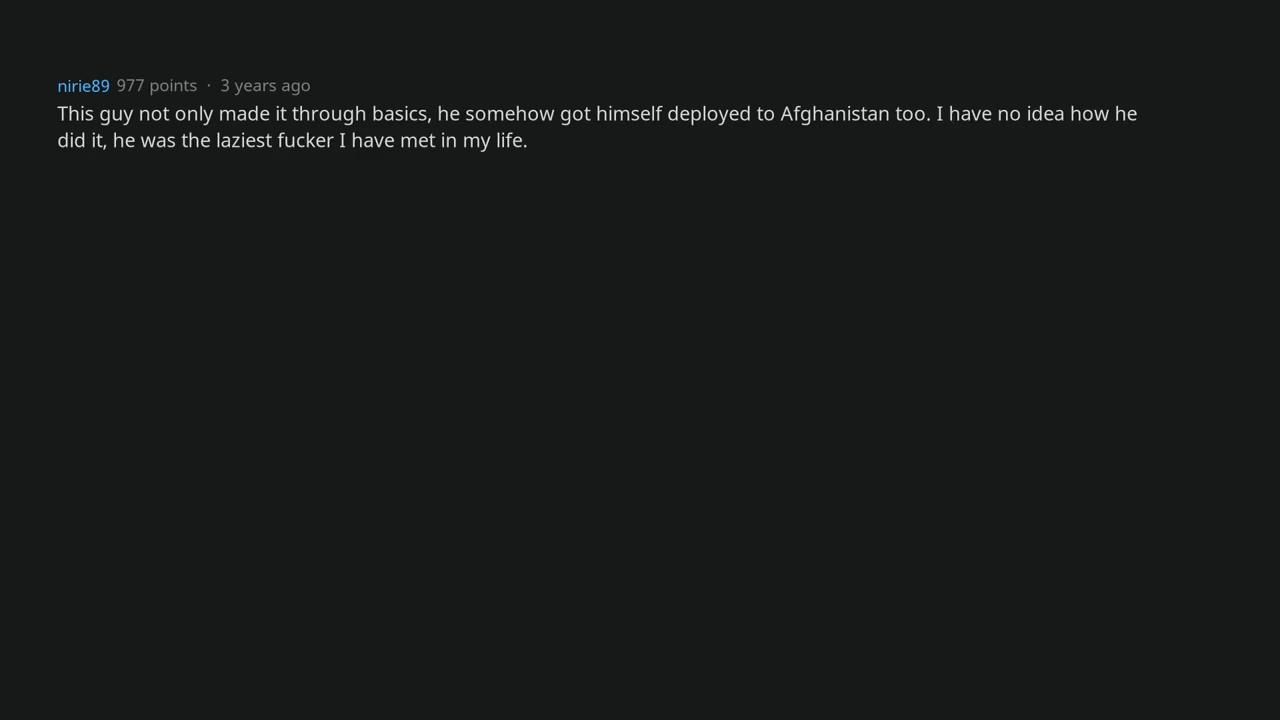 nirie89 977 points · 3 years ago
This guy not only made it through basics, he somehow got himself deployed to Afghanistan too. I have no idea how he
did it, he was the laziest fucker I have met in my life.